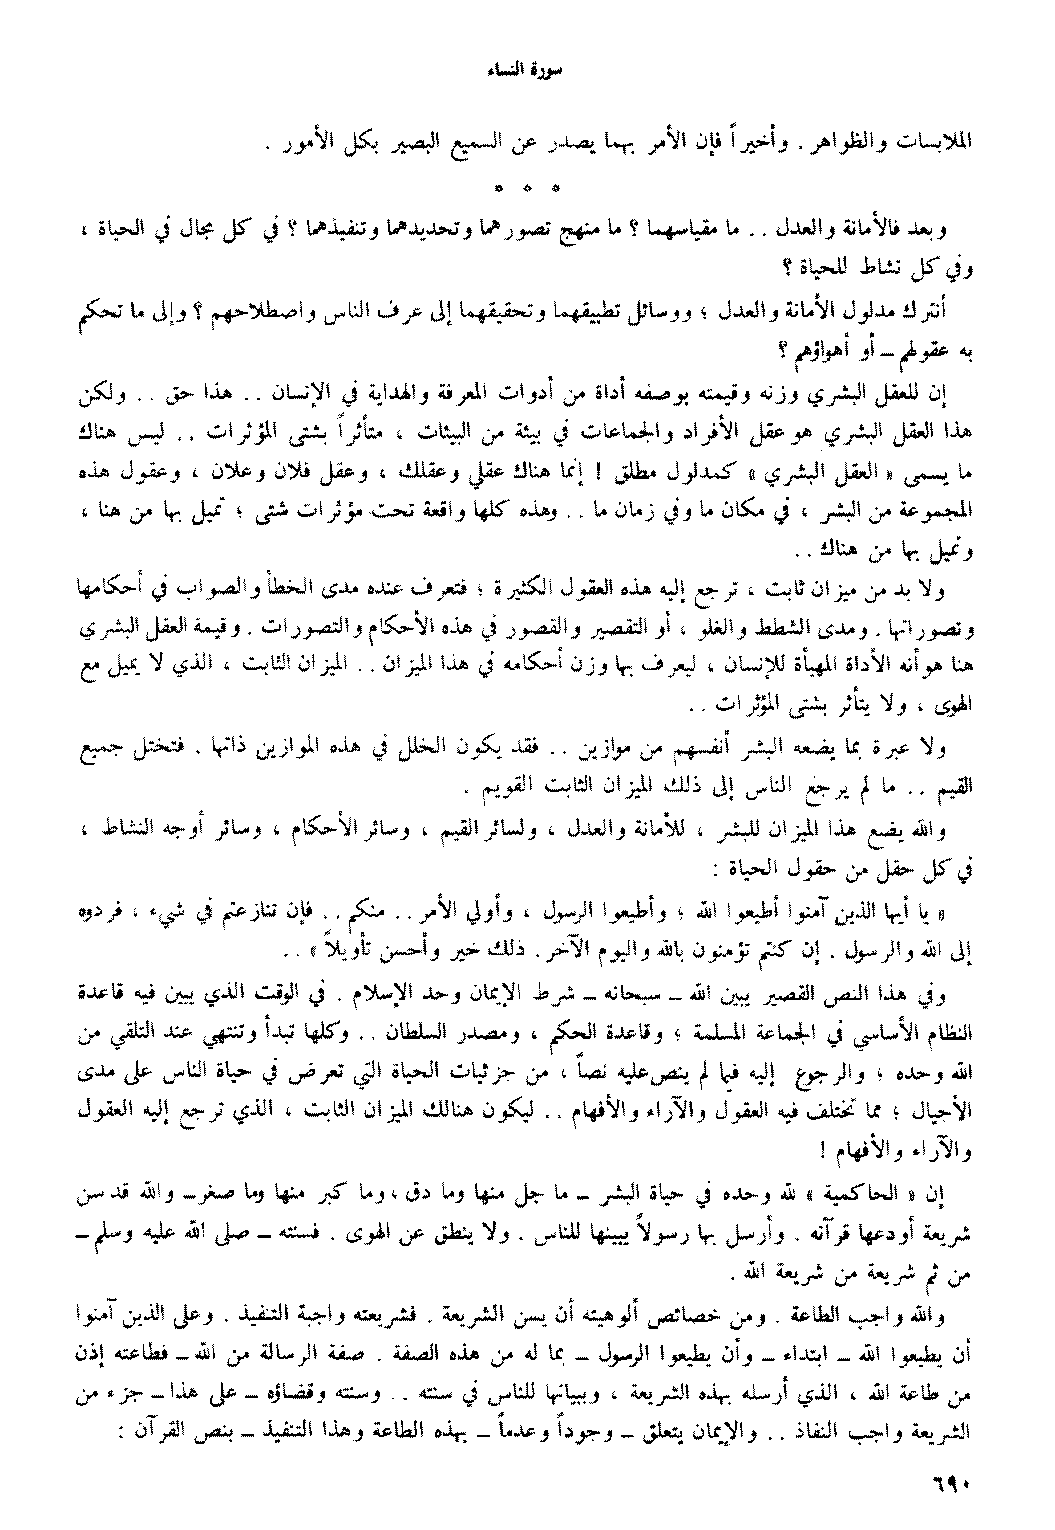 سورة النساء
الملابسات والظواهر . وأخيراً فإن الأمر بهما يصدر عن السميع البصير بكل الأمور .
* * *
وبعد فالأمانة والعدل .. ما مقياسهما ؟ ما منهج تصورهما وتحديدهما وتنفيذهما ؟ في كل مجال في الحياة ،
وفي كل نشاط للحياة ؟
أنترك مدلول الأمانة والعدل ؛ ووسائل تطبيقهما وتحقيقهما إلى عرف الناس واصطلاحهم ؟ وإلى ما تحكم
به عقولهم – أو أهواؤهم ؟
إن للعقل البشري وزنه وقيمته بوصفه أداة من أدوات المعرفة والهداية في الإنسان .. هذا حق .. ولكن
هذا العقل البشري هو عقل الأفراد والجماعات في بيئة من البيئات ، متأثراً بشتى المؤثرات .. ليس هناك
ما يسمى « العقل البشري » كمدلول مطلق ! إنما هناك عقلي وعقلك ، وعقل فلان وعلان ، وعقول هذه
المجموعة من البشر ، في مكان ما وفي زمان ما .. وهذه كلها واقعة تحت مؤثرات شتى ؛ تميل بها من هنا ،
وتميل بها من هناك ..
ولا بد من ميزان ثابت ، ترجع إليه هذه العقول الكثيرة ؛ فتعرف عنده مدى الخطأ والصواب في أحكامها
وتصوراتها . ومدى الشطط والغلو ، أو التقصير والقصور في هذه الأحكام والتصورات . وقيمة العقل البشري
هنا هو أنه الأداة المهيأة للإنسان ، ليعرف بها وزن أحكامه في هذا الميزان .. الميزان الثابت ، الذي لا يميل مع
الهوى ، ولا يتأثر بشتى المؤثرات ..
ولا عبرة بما يضعه البشر أنفسهم من موازين .. فقد يكون الخلل في هذه الموازين ذاتها . فتختل جميع
القيم .. ما لم يرجع الناس إلى ذلك الميزان الثابت القويم .
والله يضع هذا الميزان للبشر ، للأمانة والعدل ، ولسائر القيم ، وسائر الأحكام ، وسائر أوجه النشاط ،
في كل حقل من حقول الحياة :
« يا أيها الذين آمنوا أطيعوا الله ؛ وأطيعوا الرسول ، وأولي الأمر .. منكم .. فإن تنازعتم في شيء ، فردوه
إلى الله والرسول . إن كنتم تؤمنون بالله واليوم الآخر . ذلك خير وأحسن تأويلاً » ..
وفي هذا النص القصير يبين الله – سبحانه – شرط الإيمان وحد الإسلام . في الوقت الذي يبين فيه قاعدة
النظام الأساسي في الجماعة المسلمة ؛ وقاعدة الحكم ، ومصدر السلطان .. وكلها تبدأ وتنتهي عند التلقي من
الله وحده ؛ والرجوع إليه فيما لم ينص عليه نصاً ، من جزئيات الحياة التي تعرض في حياة الناس على مدى
الأجيال ؛ مما تختلف فيه العقول والآراء والأفهام .. ليكون هنالك الميزان الثابت ، الذي ترجع إليه العقول
والآراء والأفهام !
إن « الحاكمية » لله وحده في حياة البشر – ما جل منها وما دق ، وما كبر منها وما صغر – والله قد سن
شريعة أودعها قرآنه . وأرسل بها رسولاً يبينها للناس . ولا ينطق عن الهوى . فسنته – صلى الله عليه وسلم –
من ثم شريعة من شريعة الله .
والله واجب الطاعة . ومن خصائص ألوهيته أن يسن الشريعة . فشريعته واجبة التنفيذ . وعلى الذين آمنوا
أن يطيعوا الله – ابتداء – وأن يطيعوا الرسول – بما له من هذه الصفة . صفة الرسالة من الله – فطاعته إذن
من طاعة الله ، الذي أرسله بهذه الشريعة ، وببيانها للناس في سنته .. وسنته وقضاؤه – على هذا – جزء من
الشريعة واجب النفاذ .. والإيمان يتعلق – وجوداً وعدماً – بهذه الطاعة وهذا التنفيذ – بنص القرآن :
٦٩٠